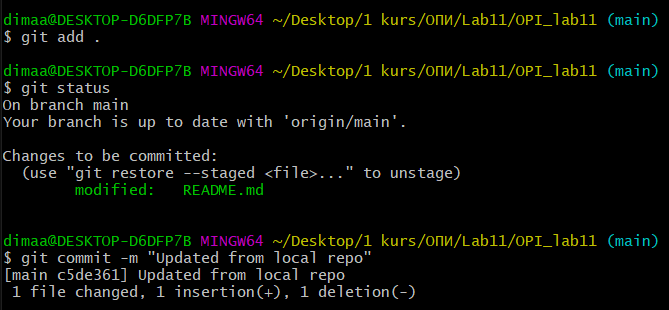 dimaa@DESKTOP-D6DFP7B MINGW64 ~/Desktop/1 kurs/ОПИ/Lab11/OPI_lab11 (main)
$ git add .
dimaa@DESKTOP-D6DFP7B MINGW64 ~/Desktop/1 kurs/ОПИ/Lab11/OPI_lab11 (main)
$ git status
On branch main
Your branch is up to date with 'origin/main'.
Changes to be committed:
  (use "git restore --staged <file>..." to unstage)
        modified:   README.md
dimaa@DESKTOP-D6DFP7B MINGW64 ~/Desktop/1 kurs/ОПИ/Lab11/OPI_lab11 (main)
$ git commit -m "Updated from local repo"
[main c5de361] Updated from local repo
 1 file changed, 1 insertion(+), 1 deletion(-)